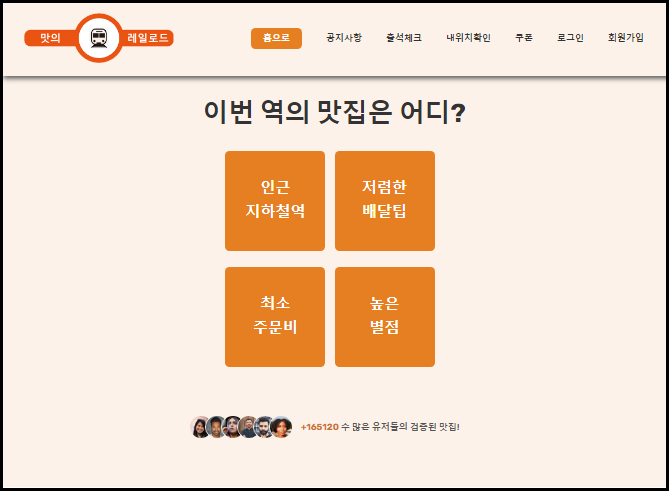 맛의 레일로드
홈으로 공지사항 출석체크 내위치확인 쿠폰 로그인 회원가입
이번 역의 맛집은 어디?
인근
지하철역
저렴한
배달팁
최소
주문비
높은
별점
+165120 수 많은 유저들의 검증된 맛집!